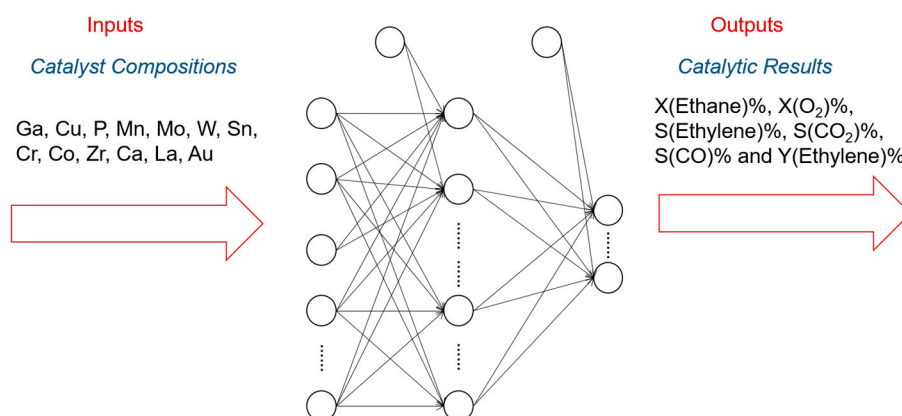 Inputs
Catalyst Compositions
Ga, Cu, P, Mn, Mo, W, Sn,
Cr, Co, Zr, Ca, La, Au
Outputs
Catalytic Results
X(Ethane)%, X(O₂)%,
S(Ethylene)%, S(CO₂)%,
S(CO)% and Y(Ethylene)%